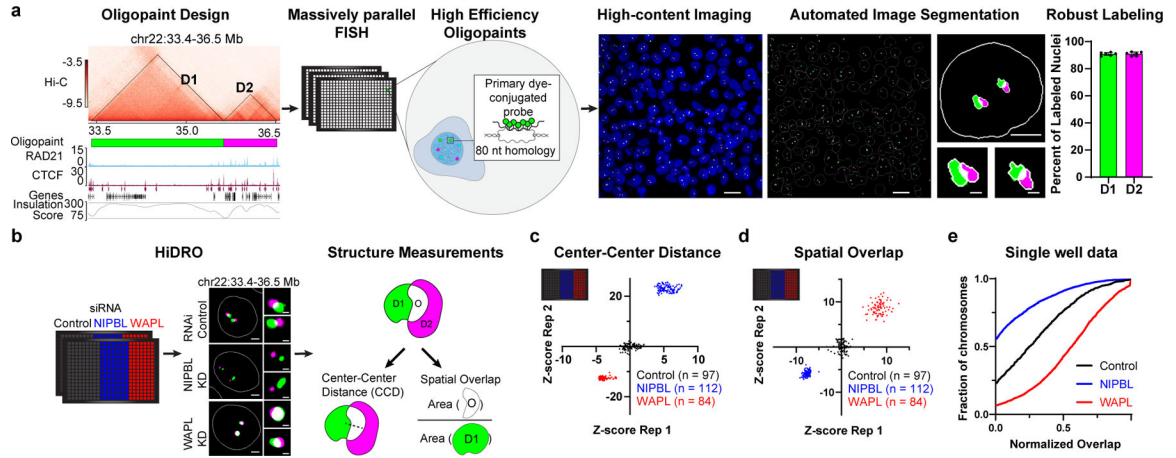 a
Oligopaint Design
Massively parallel
FISH
High Efficiency
Oligopaints
High-content Imaging
Automated Image Segmentation
Robust Labeling
chr22:33.4-36.5 Mb
-3.5
Hi-C
-9.5
D1
D2
33.5
35.0
36.5
Oligopaint
RAD21
15
0
CTCF
30
0
Genes
Insulation
Score
300
75
Primary dye-
conjugated
probe
80 nt homology
Percent of Labeled Nuclei
100
80
60
40
20
0
D1
D2
b
HiDRO
Structure Measurements
siRNA
Control NIPBL WAPL
chr22:33.4-36.5 Mb
RNAi
Control
NIPBL
KD
WAPL
KD
D1
O
D2
Center-Center
Distance (CCD)
Spatial Overlap
Area ( O )
Area ( D1 )
c
Center-Center Distance
Z-score Rep 2
20
-20
-10
-5
5
10
Control (n = 97)
NIPBL (n = 112)
WAPL (n = 84)
Z-score Rep 1
d
Spatial Overlap
Z-score Rep 2
10
-10
-10
10
Control (n = 97)
NIPBL (n = 112)
WAPL (n = 84)
Z-score Rep 1
e
Single well data
Fraction of chromosomes
1.0
0.5
0.0
0
1
Control
NIPBL
WAPL
Normalized Overlap